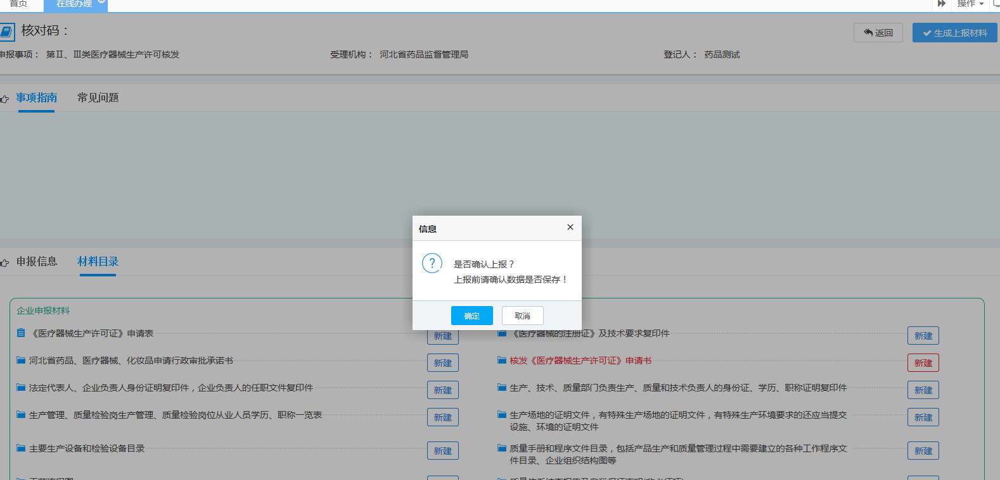 首页
在线办理
操作
核对码：
返回
生成上报材料
申报事项： 第Ⅱ、Ⅲ类医疗器械生产许可核发
受理机构： 河北省药品监督管理局
登记人： 药品测试
事项指南 常见问题
申报信息 材料目录
信息
是否确认上报？
上报前请确认数据是否保存！
确定 取消
企业申报材料
《医疗器械生产许可证》申请表 新建
《医疗器械的注册证》及技术要求复印件 新建
河北省药品、医疗器械、化妆品申请行政审批承诺书 新建
核发《医疗器械生产许可证》申请书 新建
法定代表人、企业负责人身份证明复印件，企业负责人的任职文件复印件 新建
生产、技术、质量部门负责生产、质量和技术负责人的身份证、学历、职称证明复印件 新建
生产管理、质量检验岗生产管理、质量检验岗位从业人员学历、职称一览表 新建
生产场地的证明文件，有特殊生产场地的证明文件，有特殊生产环境要求的还应当提交 新建
设施、环境的证明文件
主要生产设备和检验设备目录 新建
质量手册和程序文件目录，包括产品生产和质量管理过程中需要建立的各种工作程序文 新建
件目录、企业组织结构图等